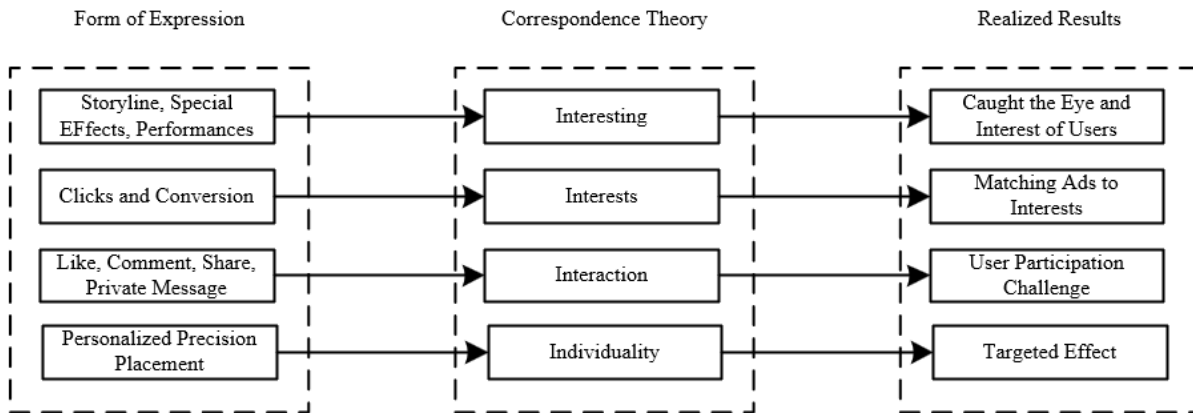 Form of Expression
Correspondence Theory
Realized Results
Storyline, Special
EFfects, Performances
Interesting
Caught the Eye and
Interest of Users
Clicks and Conversion
Interests
Matching Ads to
Interests
Like, Comment, Share,
Private Message
Interaction
User Participation
Challenge
Personalized Precision
Placement
Individuality
Targeted Effect